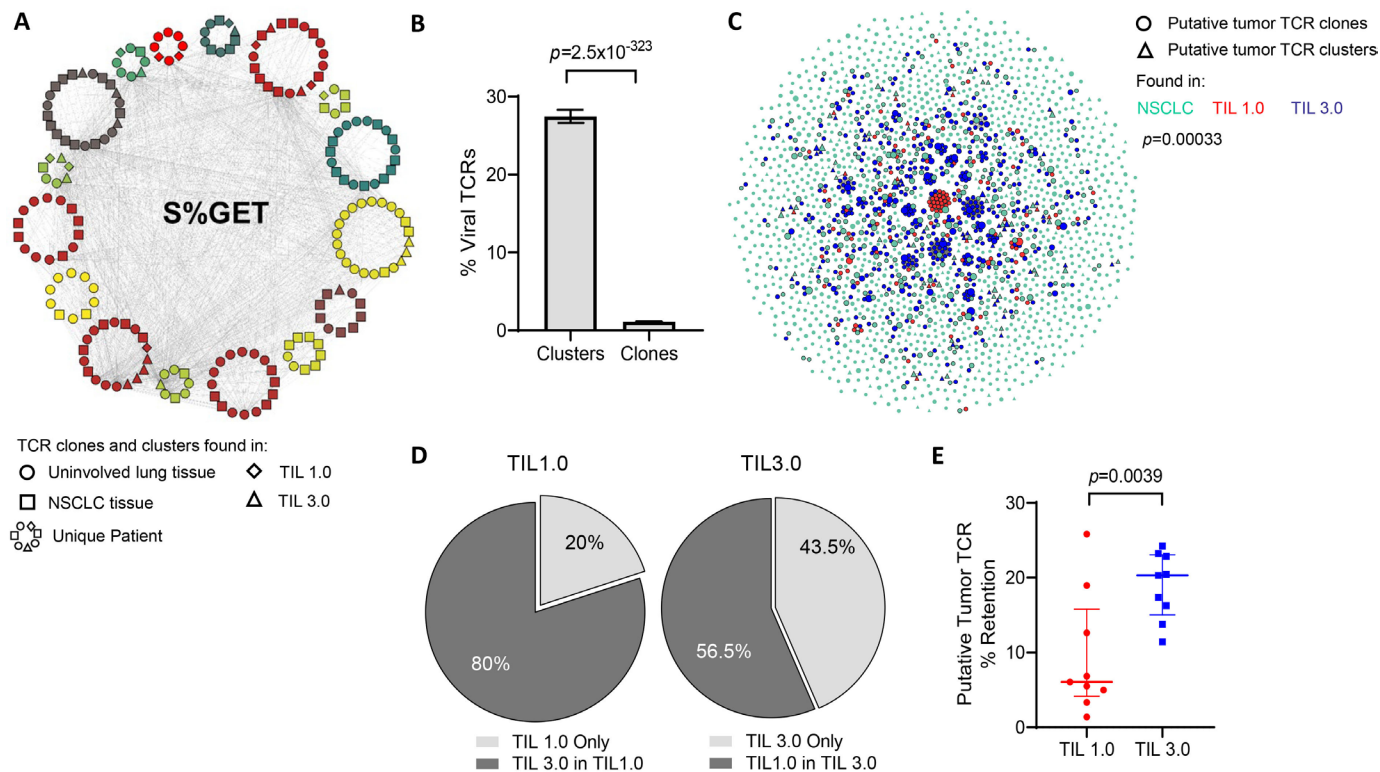 A
S%GET
TCR clones and clusters found in:
Uninvolved lung tissue
TIL 1.0
NSCLC tissue
TIL 3.0
Unique Patient
B
p=2.5x10-323
% Viral TCRs
30
20
10
0
Clusters
Clones
C
Putative tumor TCR clones
Putative tumor TCR clusters
Found in:
NSCLC TIL 1.0 TIL 3.0
p=0.00033
D
TIL1.0
20%
80%
TIL 1.0 Only
TIL 3.0 in TIL1.0
TIL3.0
43.5%
56.5%
TIL 3.0 Only
TIL1.0 in TIL 3.0
E
p=0.0039
Putative Tumor TCR
% Retention
30
20
10
0
TIL 1.0
TIL 3.0